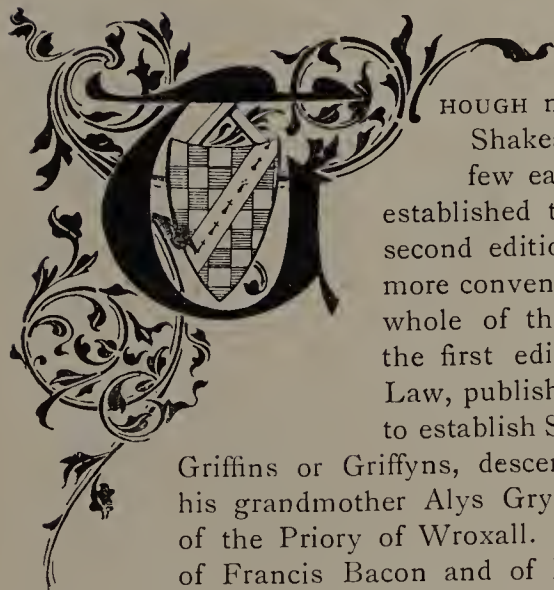 THOUGH
Shakes
few ea
established t
second editio
more conven
whole of th
the first edi
Law, publish
to establish S
Griffins or Griffyns, descen
his grandmother Alys Gry
of the Priory of Wroxall.
of Francis Bacon and of